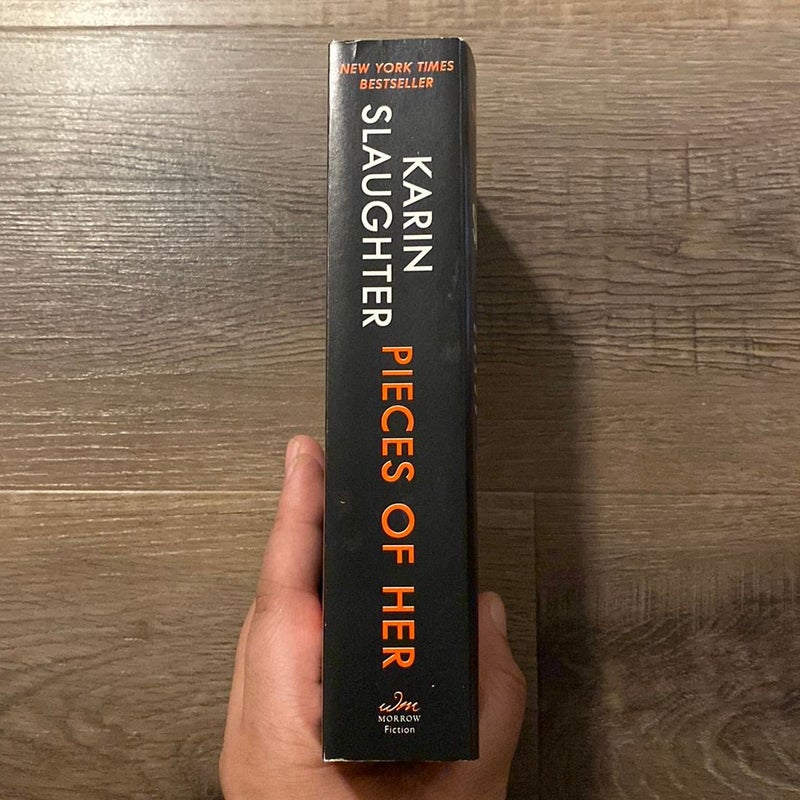 NEW YORK TIMES
BESTSELLER
KARIN
SLAUGHTER
PIECES OF HER
wm
MORROW
Fiction